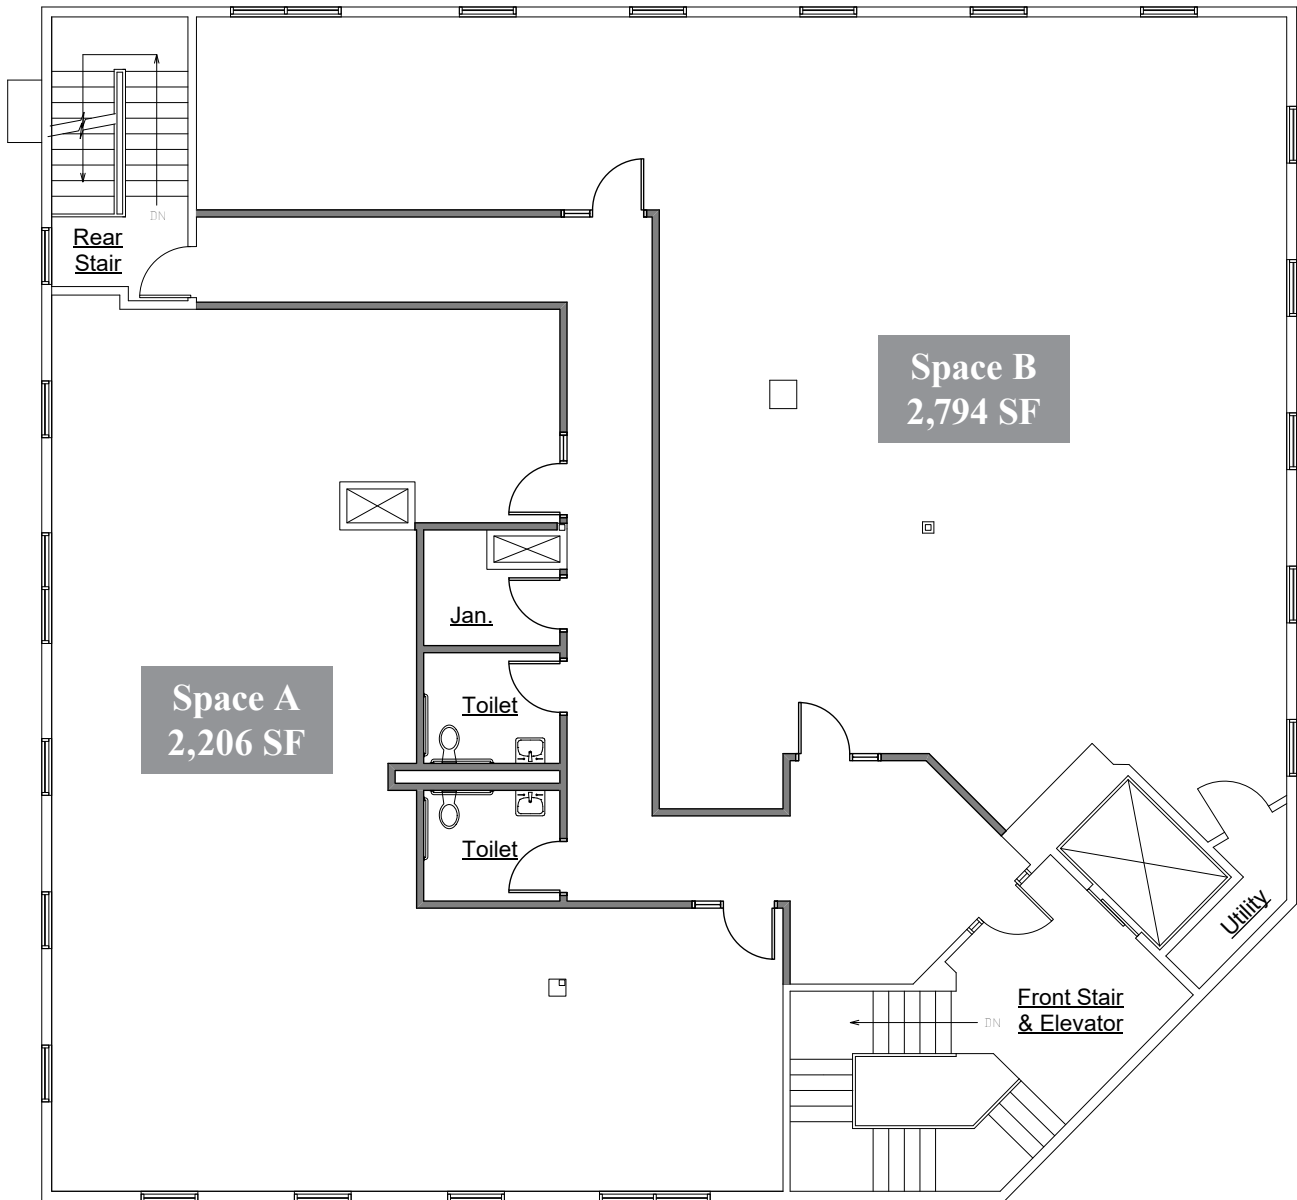 DN
Rear
Stair
Space B
2,794 SF
Jan.
Space A
2,206 SF
Toilet
Toilet
Utility
Front Stair
& Elevator
DN